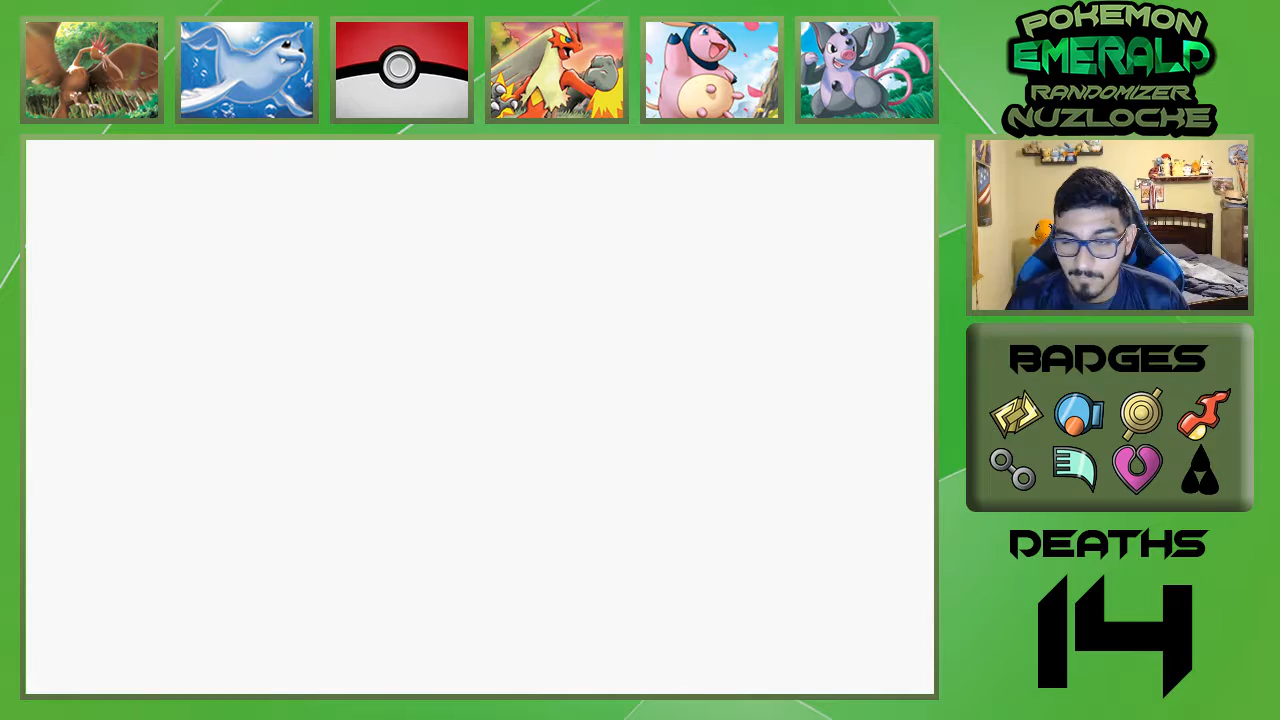 POKEMON
EMERALD
RANDOMIZER
NUZLOCKE
BADGES
DEATHS
14